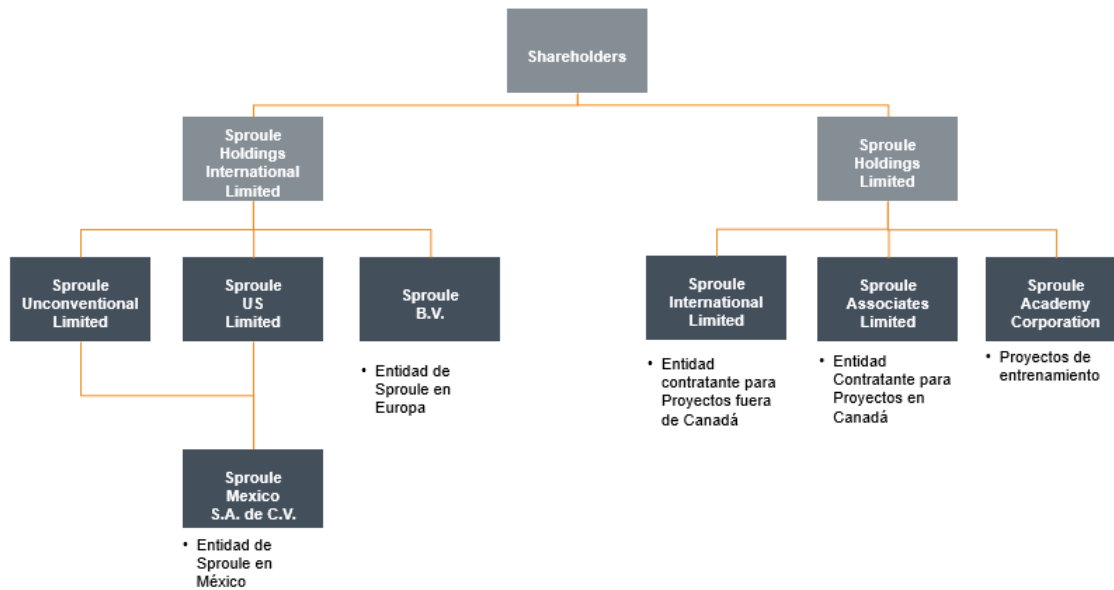 Shareholders
Sproule
Holdings
International
Limited
Sproule
Holdings
Limited
Sproule
Unconventional
Limited
Sproule
US
Limited
Sproule
B.V.
Sproule
International
Limited
Sproule
Associates
Limited
Sproule
Academy
Corporation
• Entidad de
Sproule en
Europa
• Entidad
contratante para
Proyectos fuera
de Canadá
• Entidad
Contratante para
Proyectos en
Canadá
• Proyectos de
entrenamiento
Sproule
Mexico
S.A. de C.V.
• Entidad de
Sproule en
México